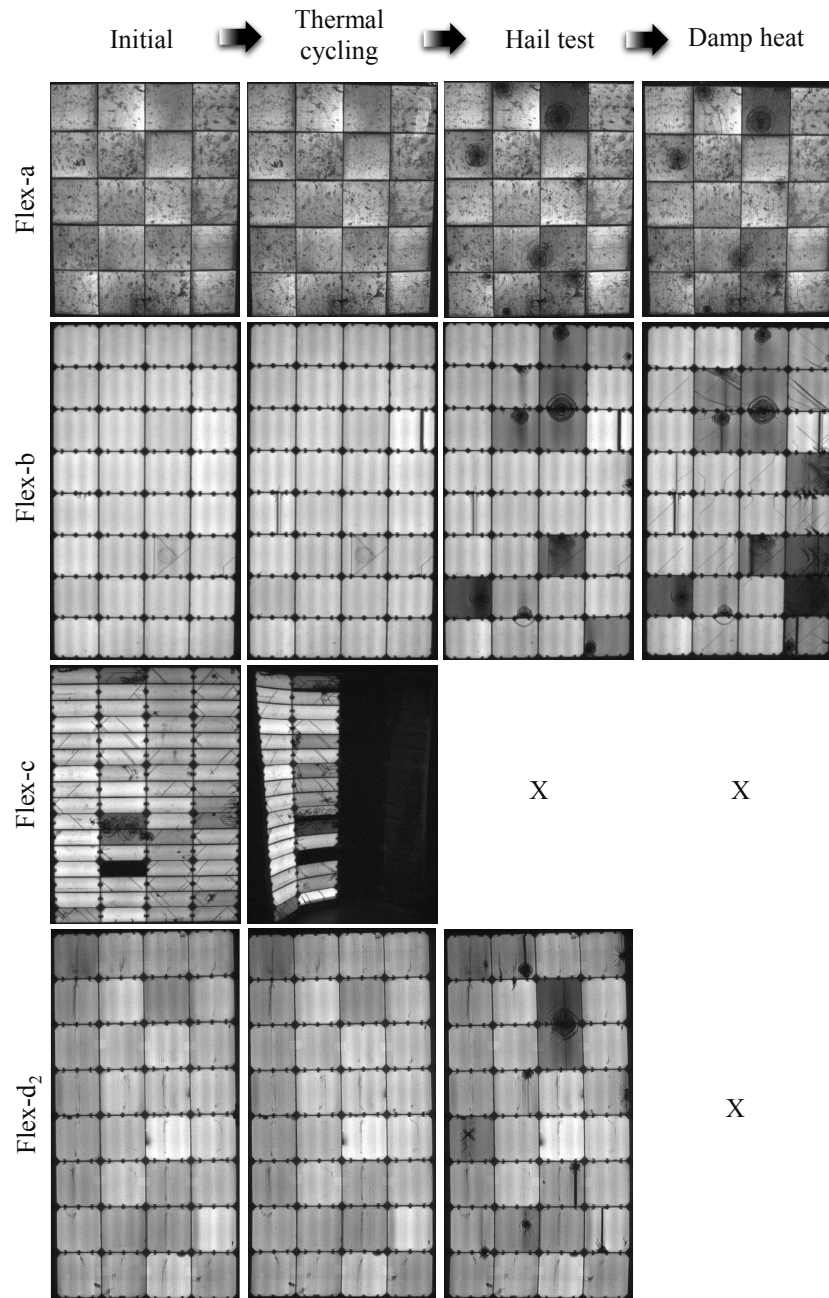 Initial
Thermal
cycling
Hail test
Damp heat
Flex-a
Flex-b
Flex-c
X
X
Flex-d₂
X